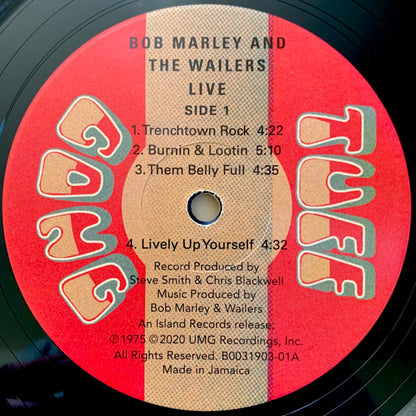 BOB MARLEY AND
THE WAILERS
LIVE
SIDE 1
1. Trenchtown Rock 4:22
2. Burnin & Lootin 5:10
3. Them Belly Full 4:35
4. Lively Up Yourself 4:32
Record Produced by
Steve Smith & Chris Blackwell
Music Produced by
Bob Marley & Wailers
An Island Records release;
℗1975 ©2020 UMG Recordings, Inc.
All Rights Reserved. B0031903-01A
Made in Jamaica
TUFF
GONG